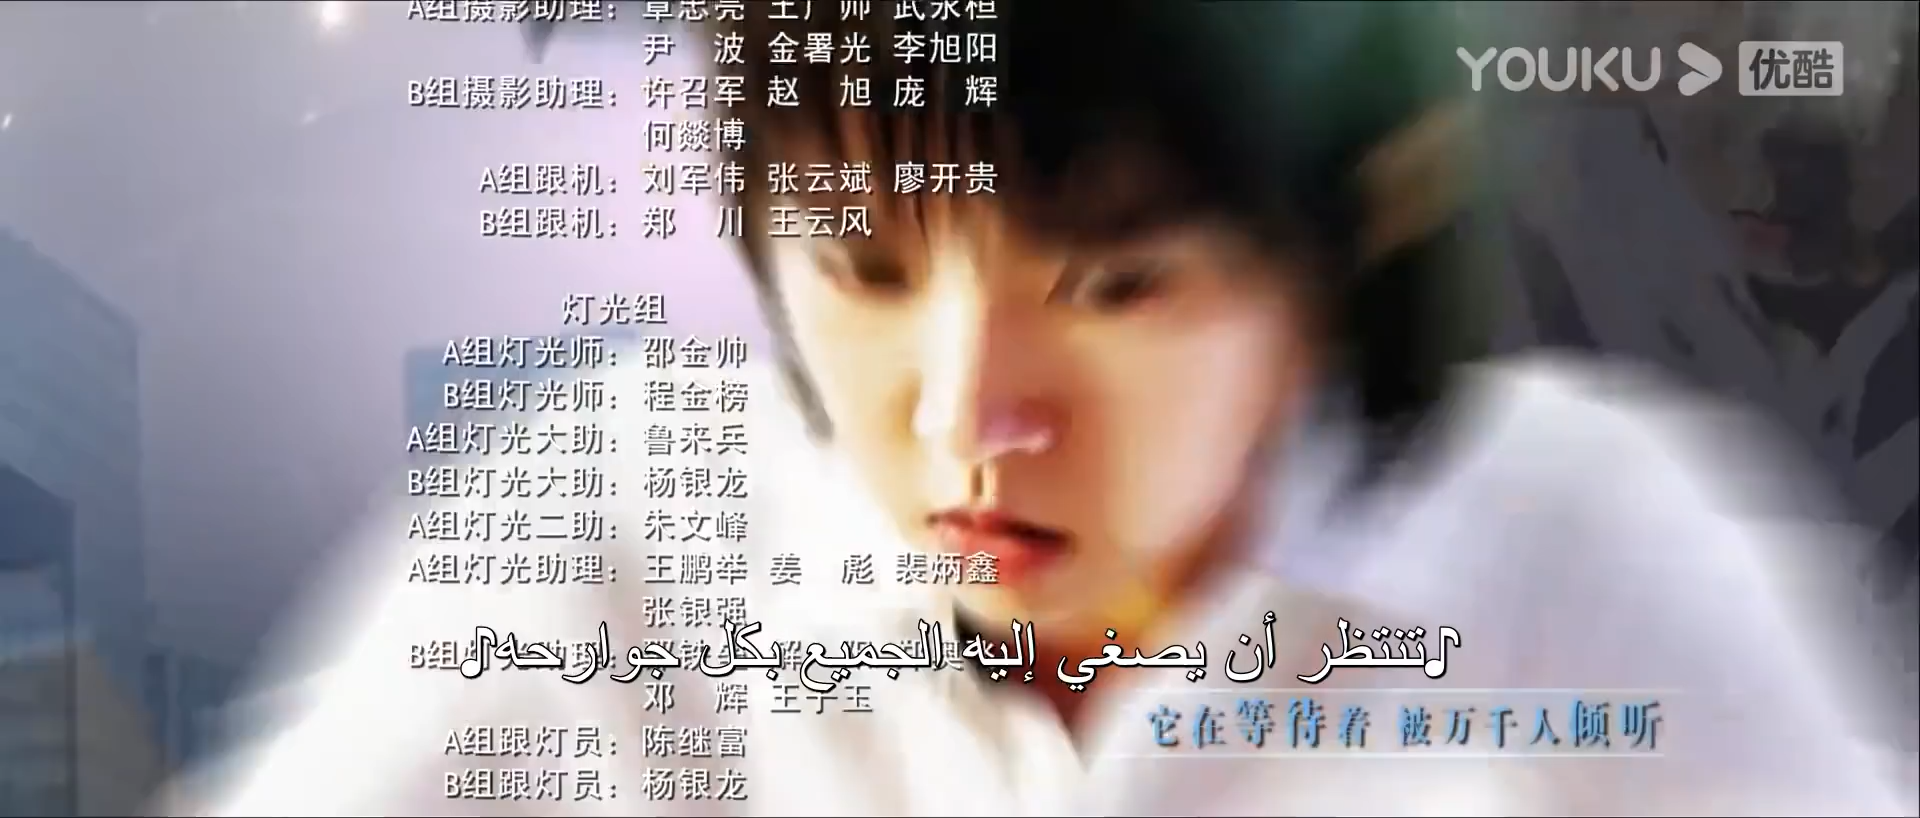 A组摄影助理：章忠亮 王广帅 武永桓
尹　波 金署光 李旭阳
YOUKU 优酷
B组摄影助理：许召军 赵　旭 庞　辉
何燚博
A组跟机：刘军伟 张云斌 廖开贵
B组跟机：郑　川 王云风
灯光组
A组灯光师：邵金帅
B组灯光师：程金榜
A组灯光大助：鲁来兵
B组灯光大助：杨银龙
A组灯光二助：朱文峰
A组灯光助理：王鹏举 姜　彪 裴炳鑫
张银强
B组
♪تنتظر أن يصغي إليه الجميع بكل جوارحه♪
邓　辉 王子玉
它在等待着 被万千人倾听
A组跟灯员：陈继富
B组跟灯员：杨银龙